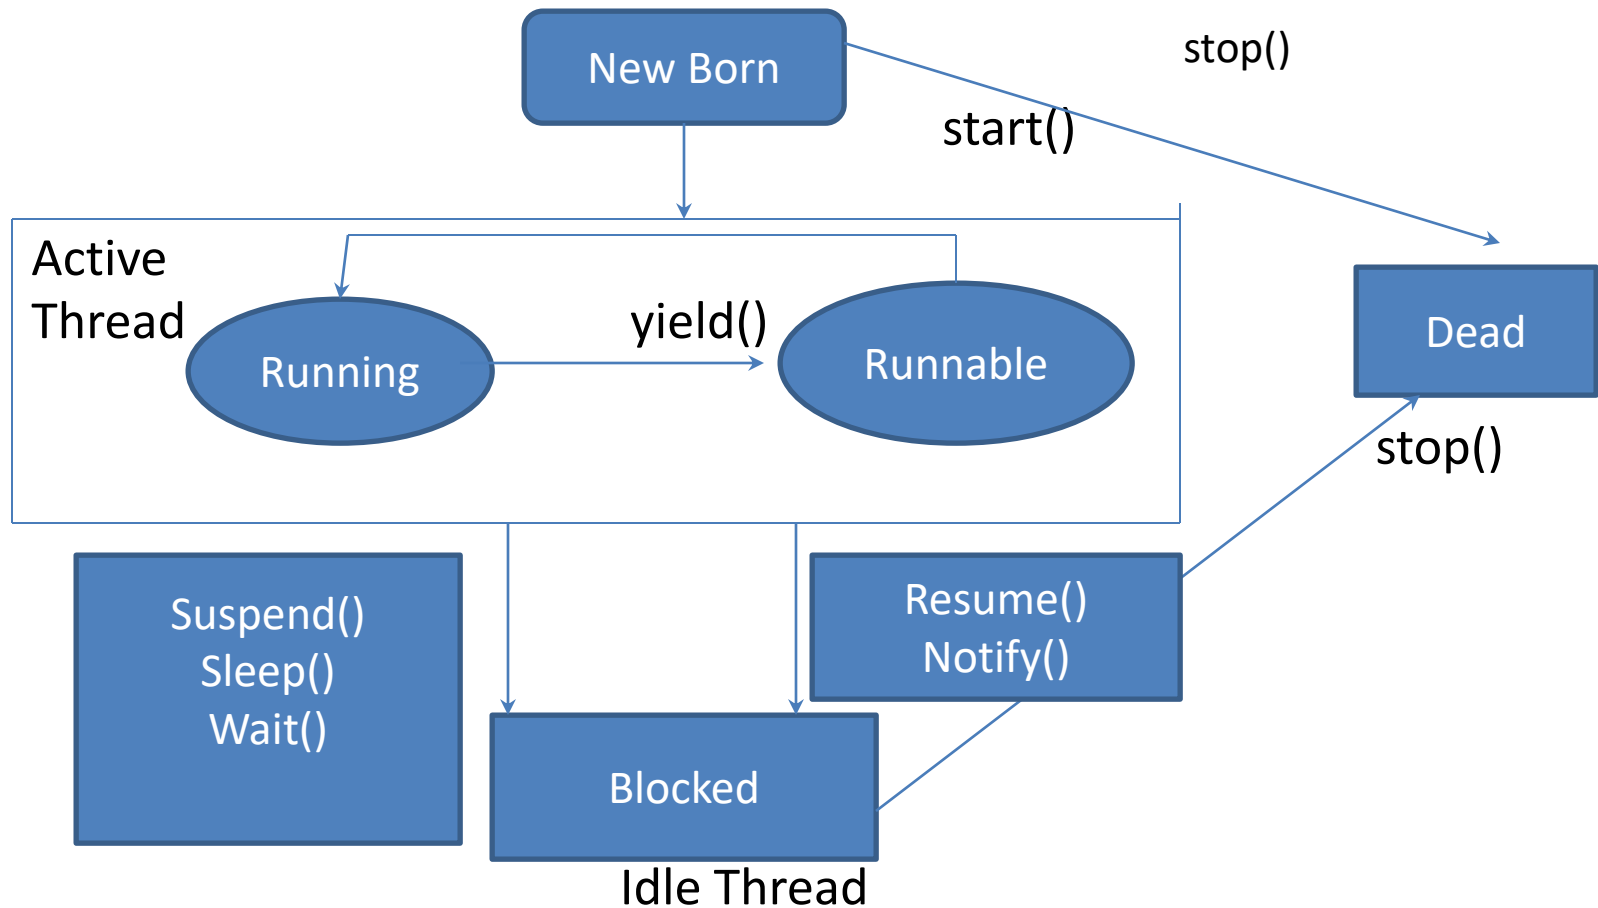 New Born
stop()
start()
Active
Thread
Running
yield()
Runnable
Dead
stop()
Suspend()
Sleep()
Wait()
Resume()
Notify()
Blocked
Idle Thread